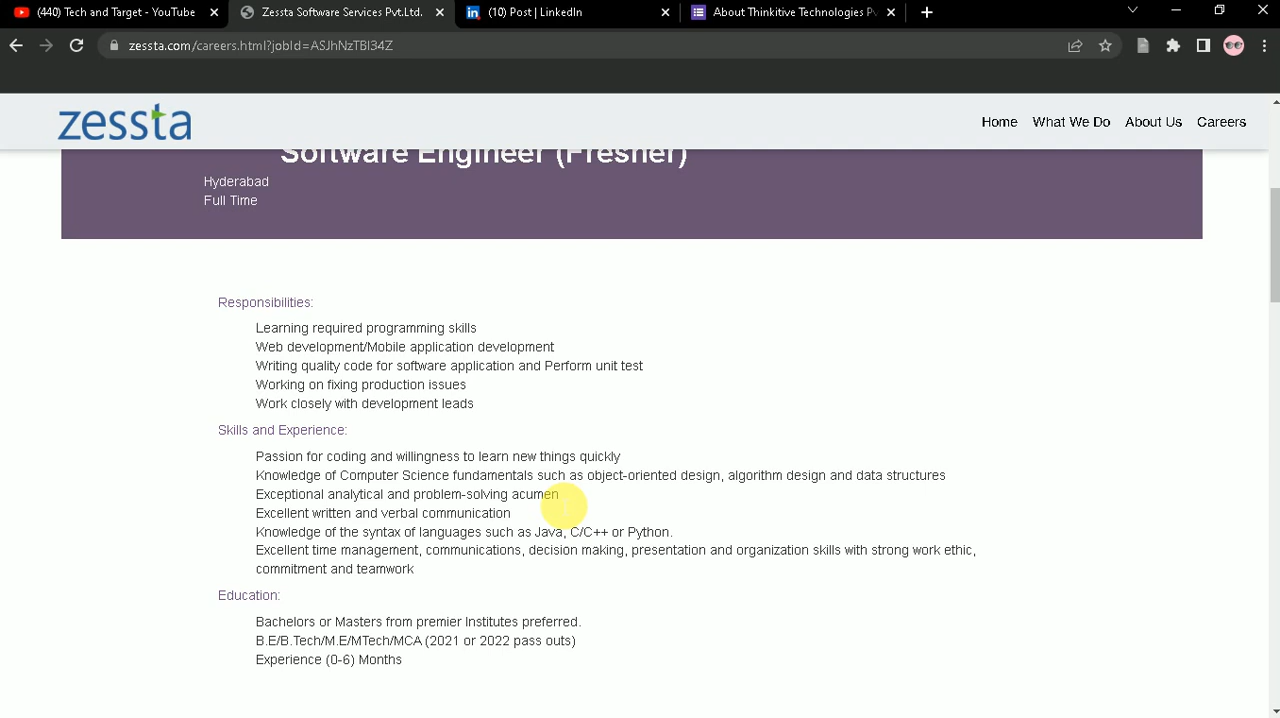 (440) Tech and Target - YouTube
Zessta Software Services Pvt.Ltd.
(10) Post | LinkedIn
About Thinkitive Technologies Pv
zessta.com/careers.html?jobId=ASJhNzTBI34Z
zessta
Home
What We Do
About Us
Careers
Software Engineer (Fresher)
Hyderabad
Full Time
Responsibilities:
Learning required programming skills
Web development/Mobile application development
Writing quality code for software application and Perform unit test
Working on fixing production issues
Work closely with development leads
Skills and Experience:
Passion for coding and willingness to learn new things quickly
Knowledge of Computer Science fundamentals such as object-oriented design, algorithm design and data structures
Exceptional analytical and problem-solving acumen
Excellent written and verbal communication
Knowledge of the syntax of languages such as Java, C/C++ or Python.
Excellent time management, communications, decision making, presentation and organization skills with strong work ethic,
commitment and teamwork
Education:
Bachelors or Masters from premier Institutes preferred.
B.E/B.Tech/M.E/MTech/MCA (2021 or 2022 pass outs)
Experience (0-6) Months